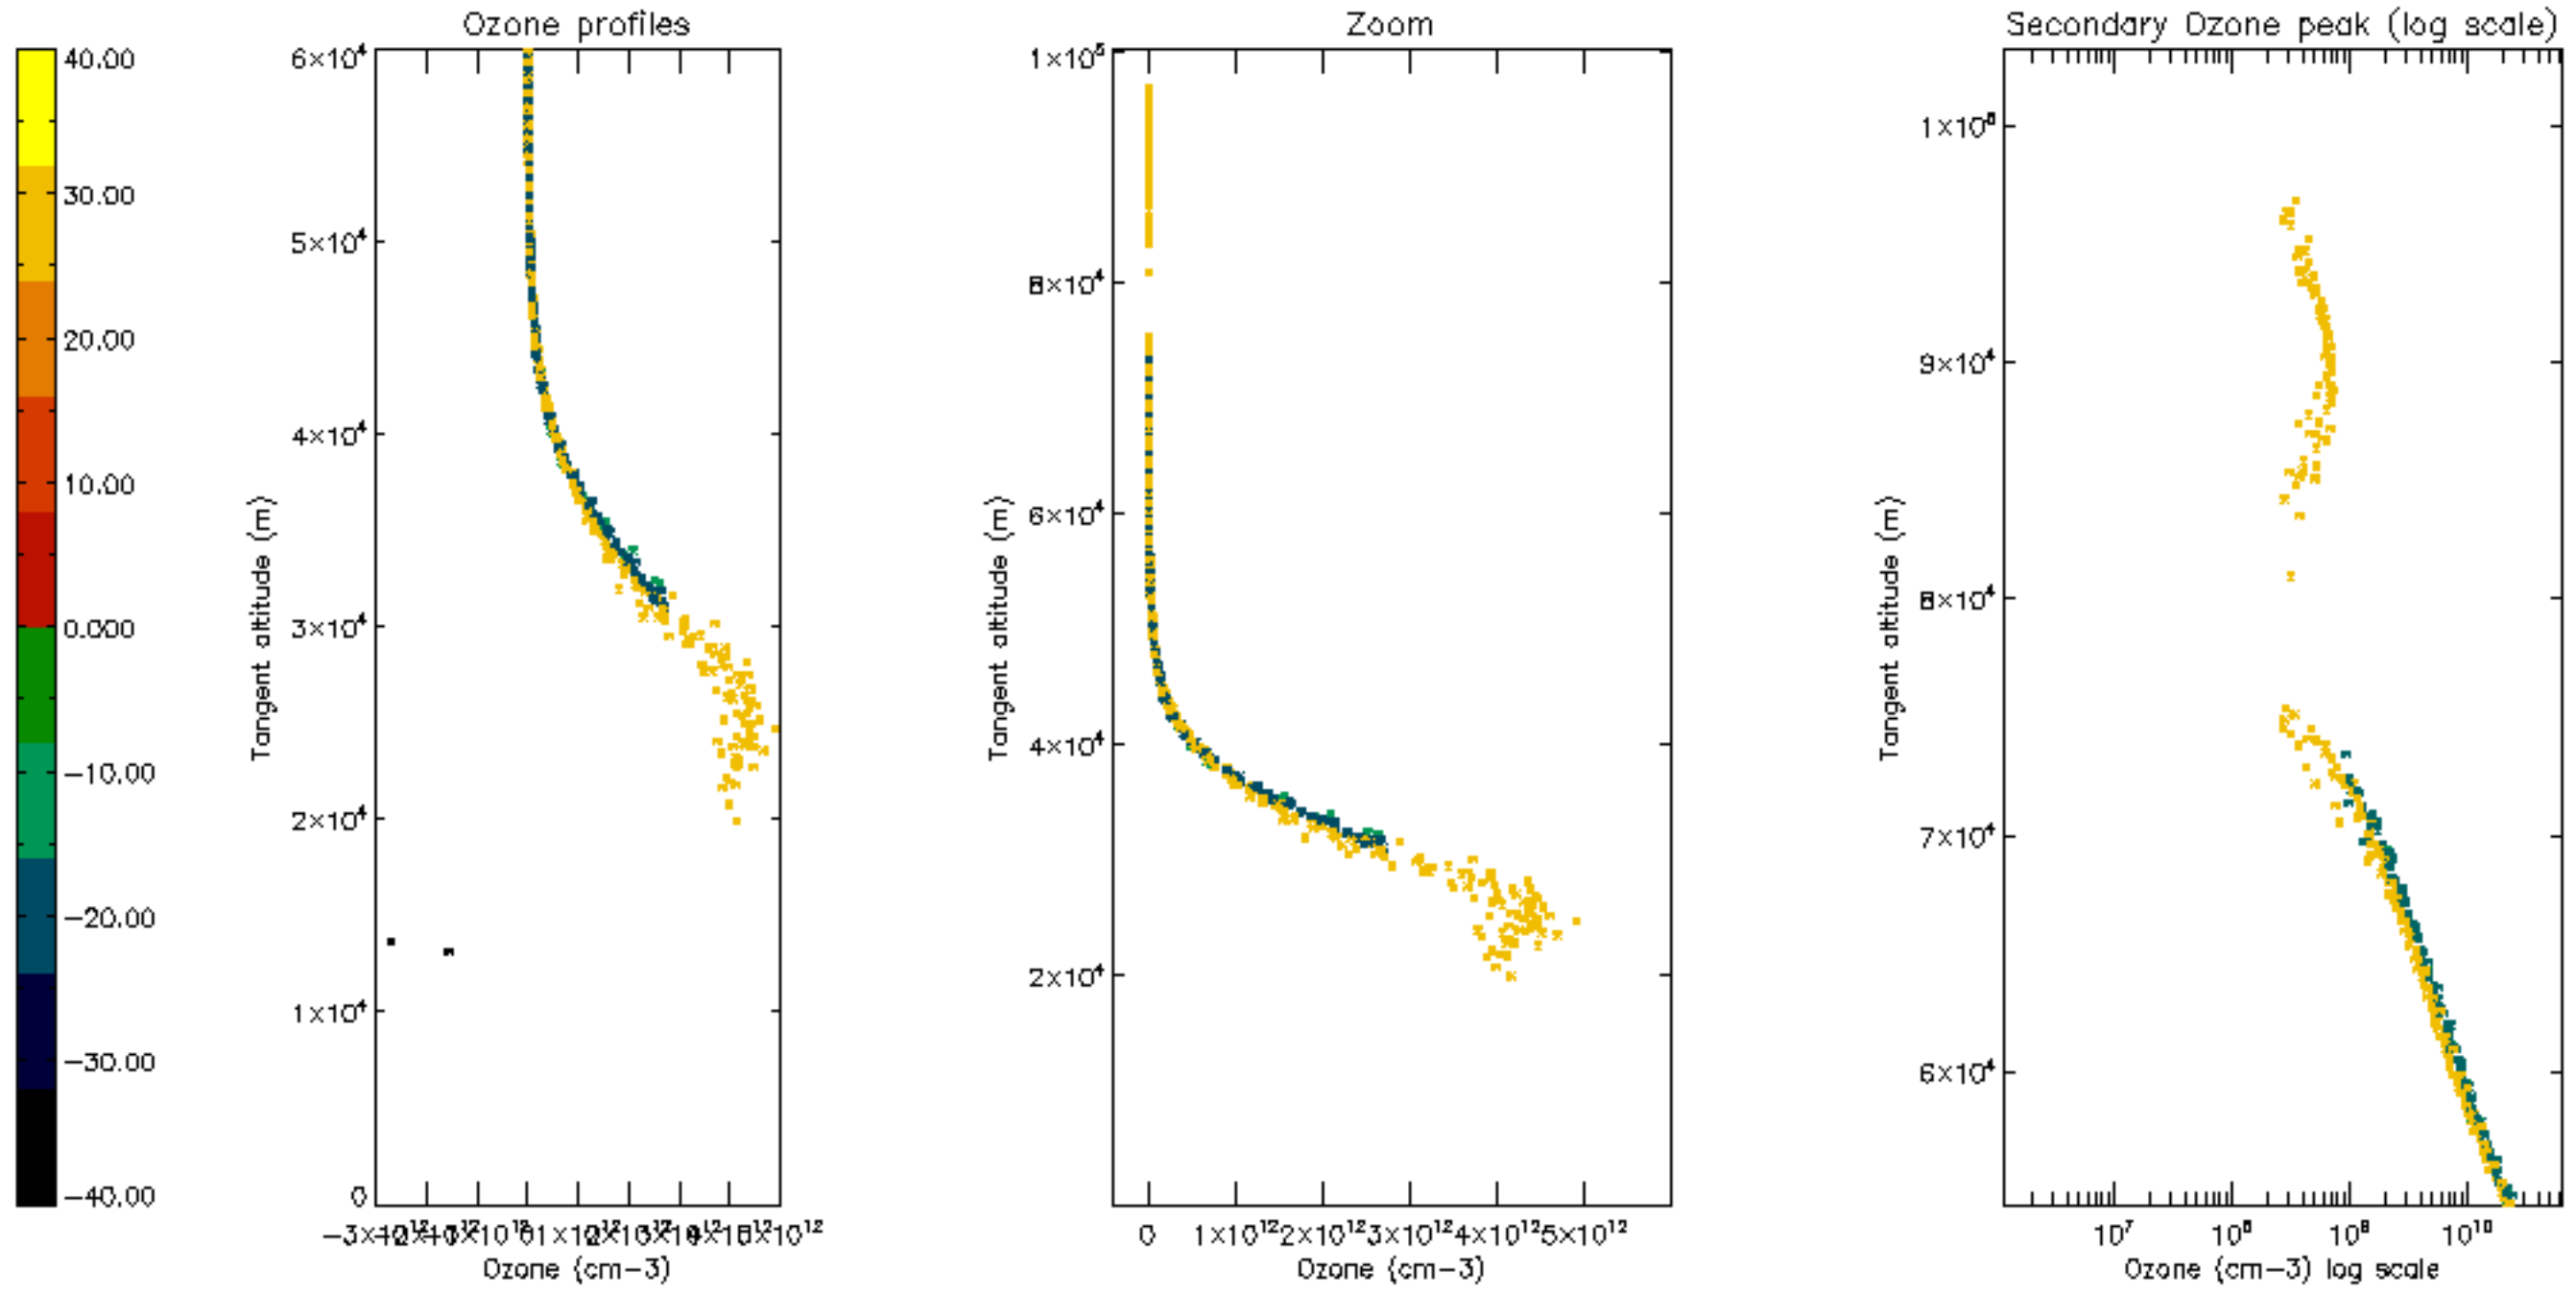 Ozone profiles
Zoom
Secondary Ozone peak (log scale)
40.00
30.00
20.00
10.00
0.000
−10.00
−20.00
−30.00
−40.00
6×10⁴
5×10⁴
4×10⁴
3×10⁴
2×10⁴
1×10⁴
0
Tangent altitude (m)
Ozone (cm−3)
1×10⁵
8×10⁴
6×10⁴
4×10⁴
2×10⁴
Tangent altitude (m)
0 1×10¹² 2×10¹² 3×10¹² 4×10¹² 5×10¹²
Ozone (cm−3)
1×10⁵
9×10⁴
8×10⁴
7×10⁴
6×10⁴
Tangent altitude (m)
10⁷ 10⁸ 10⁹ 10¹⁰
Ozone (cm−3) log scale